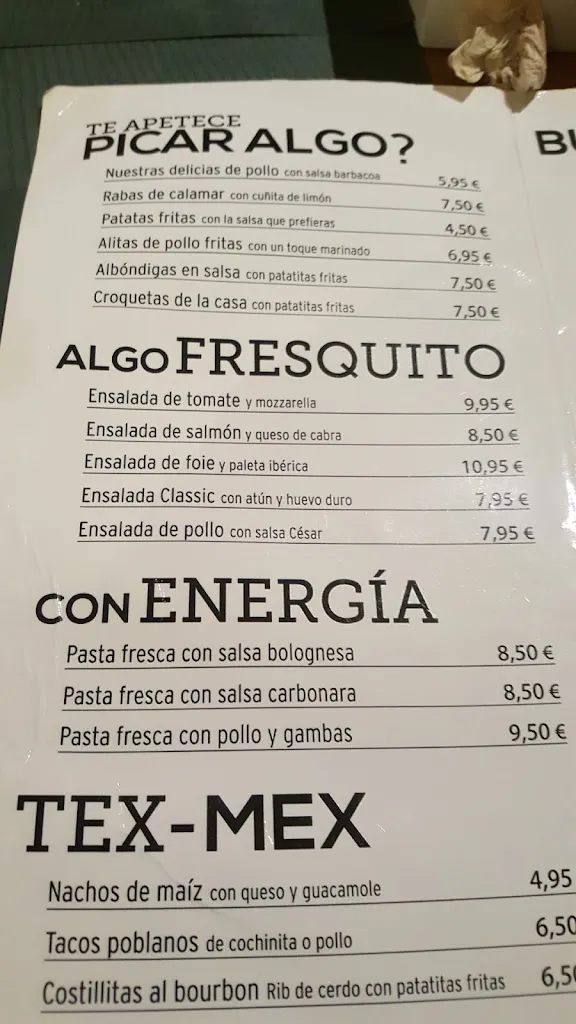 TE APETECE
PICAR ALGO?
BU
Nuestras delicias de pollo con salsa barbacoa 5,95 €
Rabas de calamar con cuñita de limón 7,50 €
Patatas fritas con la salsa que prefieras 4,50 €
Alitas de pollo fritas con un toque marinado 6,95 €
Albóndigas en salsa con patatitas fritas 7,50 €
Croquetas de la casa con patatitas fritas 7,50 €
ALGO FRESQUITO
Ensalada de tomate y mozzarella 9,95 €
Ensalada de salmón y queso de cabra 8,50 €
Ensalada de foie y paleta ibérica 10,95 €
Ensalada Classic con atún y huevo duro 7,95 €
Ensalada de pollo con salsa César 7,95 €
CON ENERGÍA
Pasta fresca con salsa bolognesa 8,50 €
Pasta fresca con salsa carbonara 8,50 €
Pasta fresca con pollo y gambas 9,50 €
TEX-MEX
Nachos de maíz con queso y guacamole 4,95
Tacos poblanos de cochinita o pollo 6,50
Costillitas al bourbon Rib de cerdo con patatitas fritas 6,50